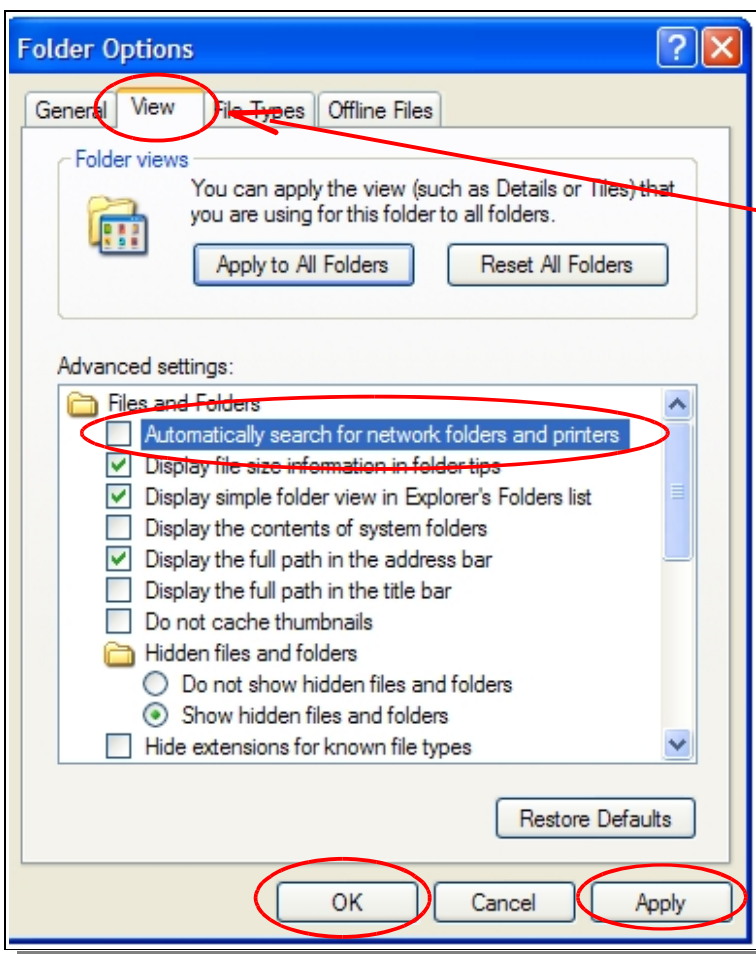 Folder Options
General View File Types Offline Files
Folder views
You can apply the view (such as Details or Tiles) that
you are using for this folder to all folders.
Apply to All Folders Reset All Folders
Advanced settings:
Files and Folders
Automatically search for network folders and printers
Display file size information in folder tips
Display simple folder view in Explorer's Folders list
Display the contents of system folders
Display the full path in the address bar
Display the full path in the title bar
Do not cache thumbnails
Hidden files and folders
Do not show hidden files and folders
Show hidden files and folders
Hide extensions for known file types
Restore Defaults
OK Cancel Apply